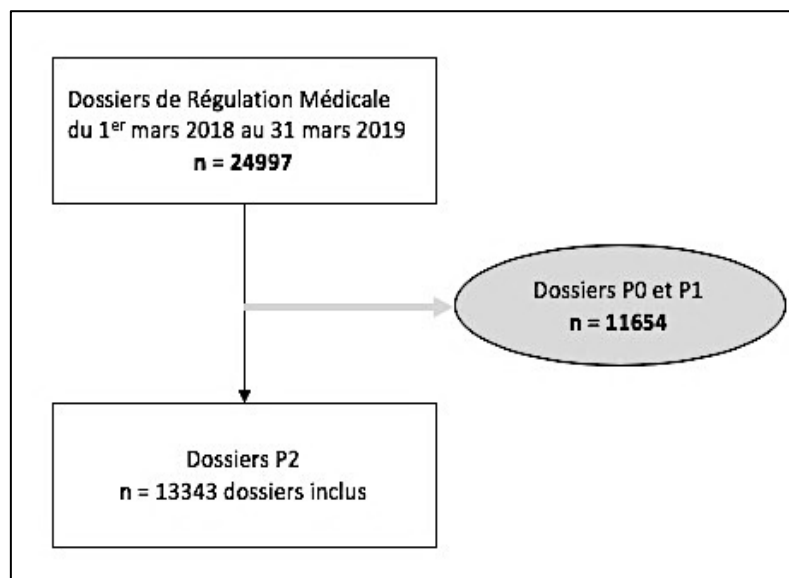 Dossiers de Régulation Médicale
du 1er mars 2018 au 31 mars 2019
n = 24997
Dossiers P0 et P1
n = 11654
Dossiers P2
n = 13343 dossiers inclus